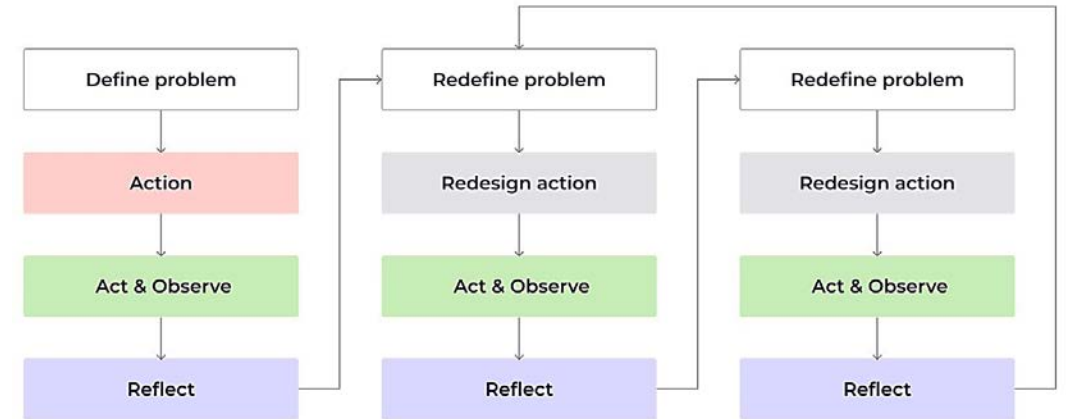 Define problem
Action
Act & Observe
Reflect
Redefine problem
Redesign action
Act & Observe
Reflect
Redefine problem
Redesign action
Act & Observe
Reflect